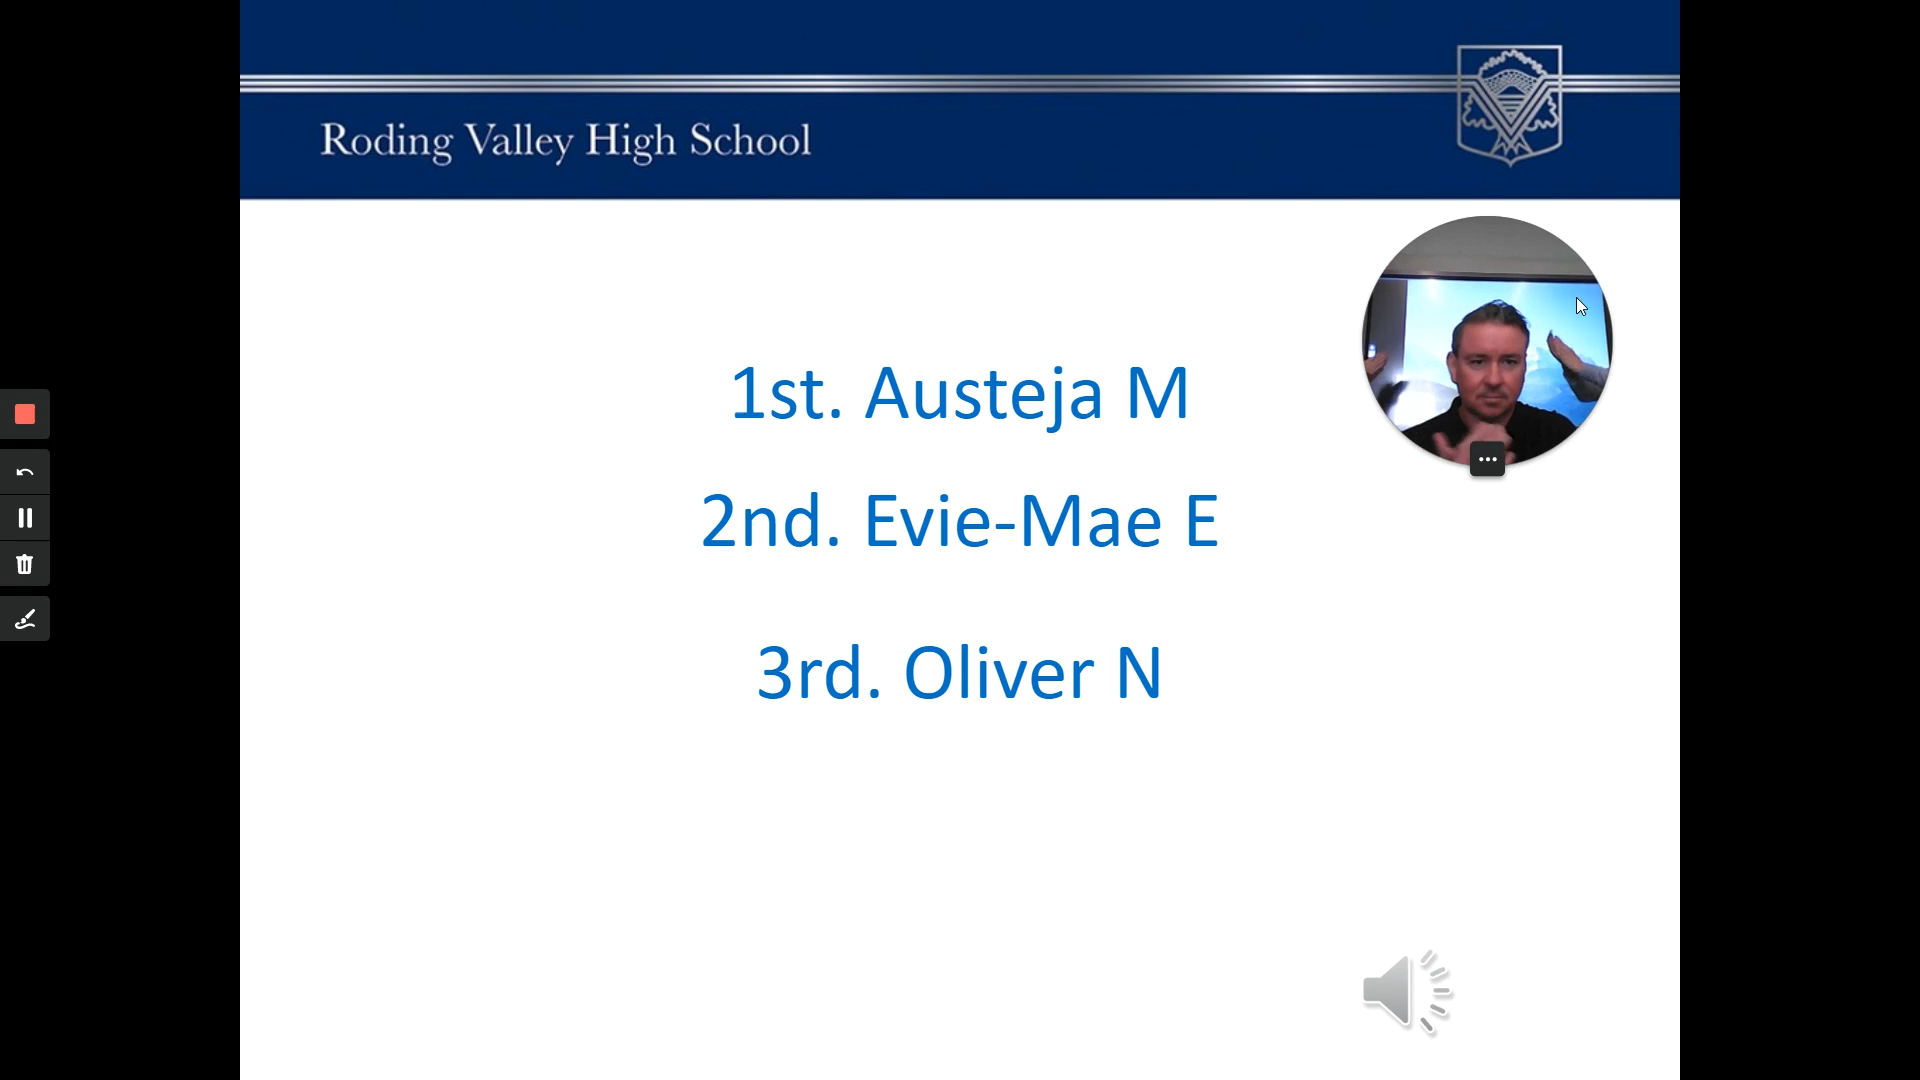 Roding Valley High School
1st. Austeja M
2nd. Evie-Mae E
3rd. Oliver N